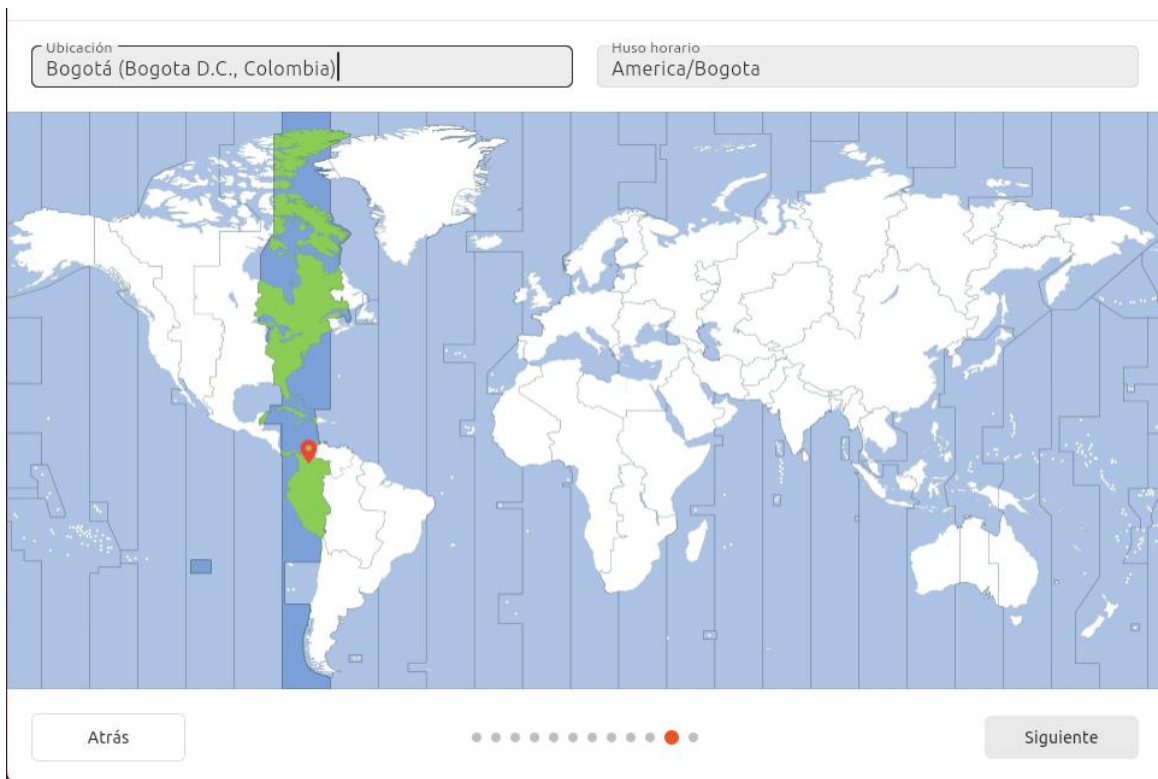 Ubicación
Bogotá (Bogota D.C., Colombia)
Huso horario
America/Bogota
Atrás
Siguiente